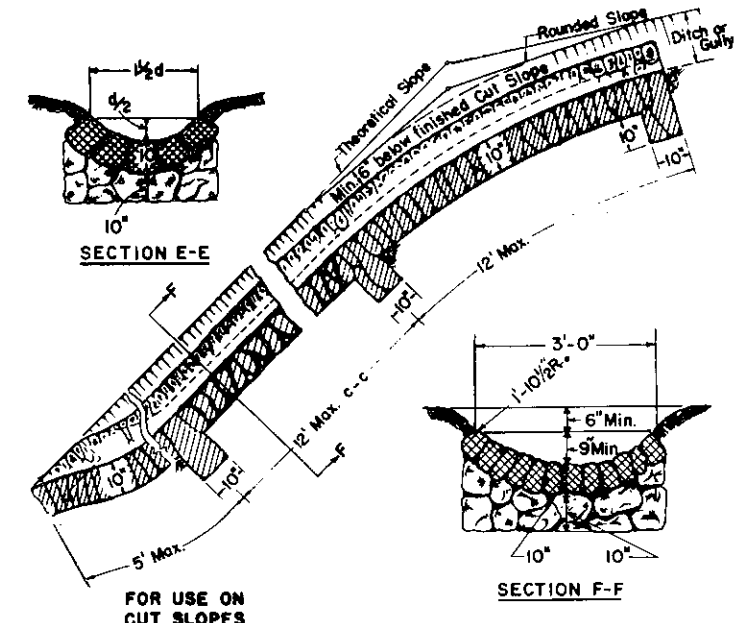 1½d
d/2
10
10"
SECTION E-E
Rounded Slope
Ditch or
Gully
Theoretical Slope
Min. 6" below finished Cut Slope
10"
10"
10"
12' Max.
10"
F
12' Max. c-c
F
10"
10"
5' Max.
FOR USE ON
CUT SLOPES
3'-0"
1'-10½"R.
6" Min.
9" Min
10"
10"
SECTION F-F